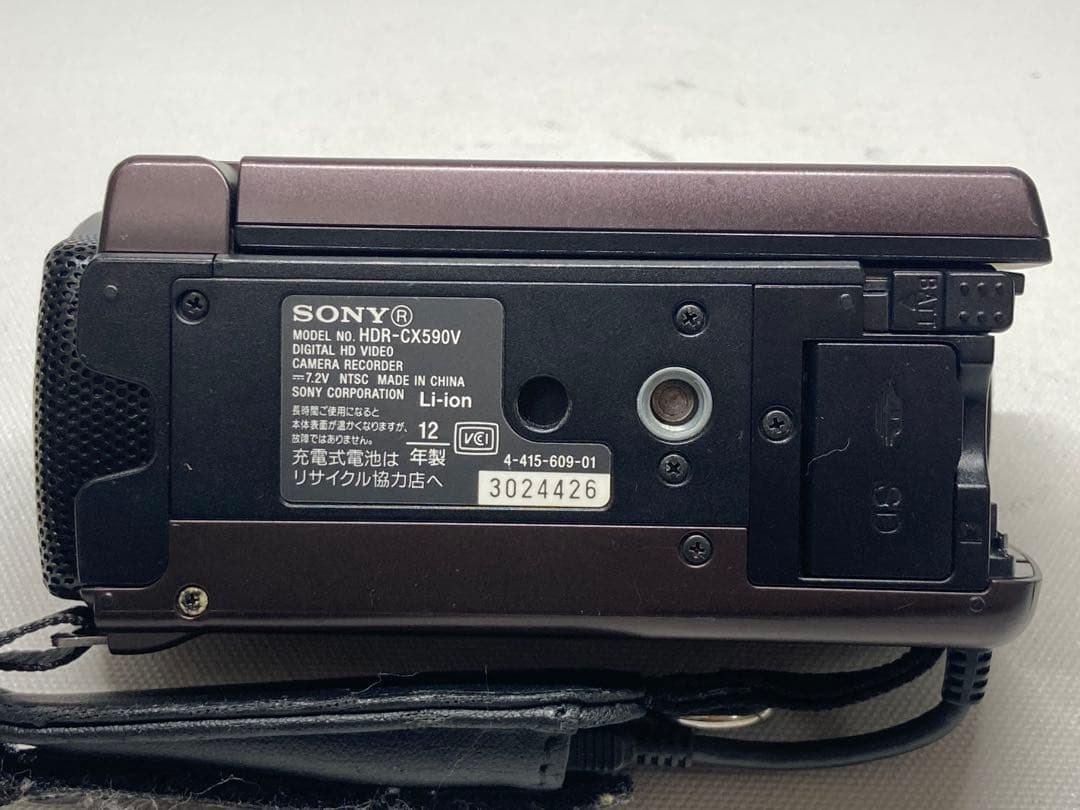 SONY®
MODEL NO. HDR-CX590V
DIGITAL HD VIDEO
CAMERA RECORDER
⎓7.2V NTSC MADE IN CHINA
SONY CORPORATION Li-ion
長時間ご使用になると
本体表面が温かくなりますが、
故障ではありません。
12
年製
VCI
充電式電池は
リサイクル協力店へ
4-415-609-01
3024426
BATT
SD